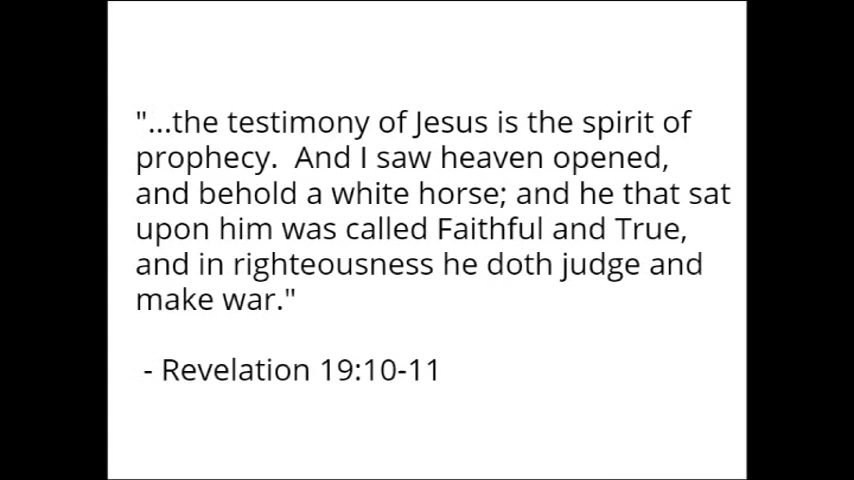 "...the testimony of Jesus is the spirit of
prophecy.  And I saw heaven opened,
and behold a white horse; and he that sat
upon him was called Faithful and True,
and in righteousness he doth judge and
make war."
- Revelation 19:10-11